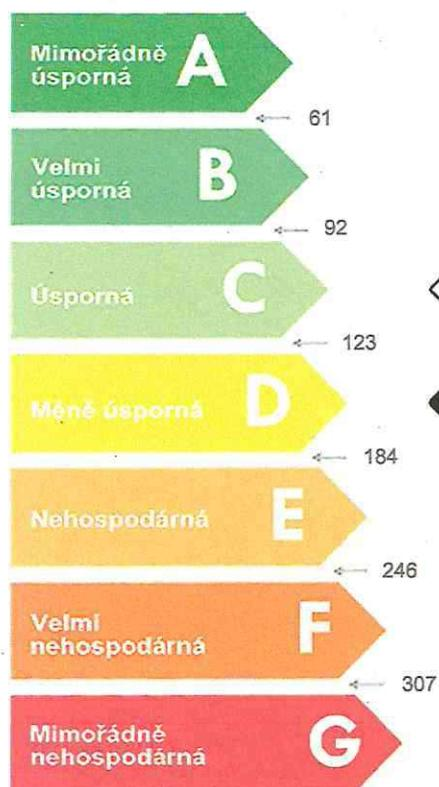 Mimořádně
úsporná A
61
Velmi
úsporná B
92
Úsporná C
123
Méně úsporná D
184
Nehospodárná E
246
Velmi
nehospodárná F
307
Mimořádně
nehospodárná G